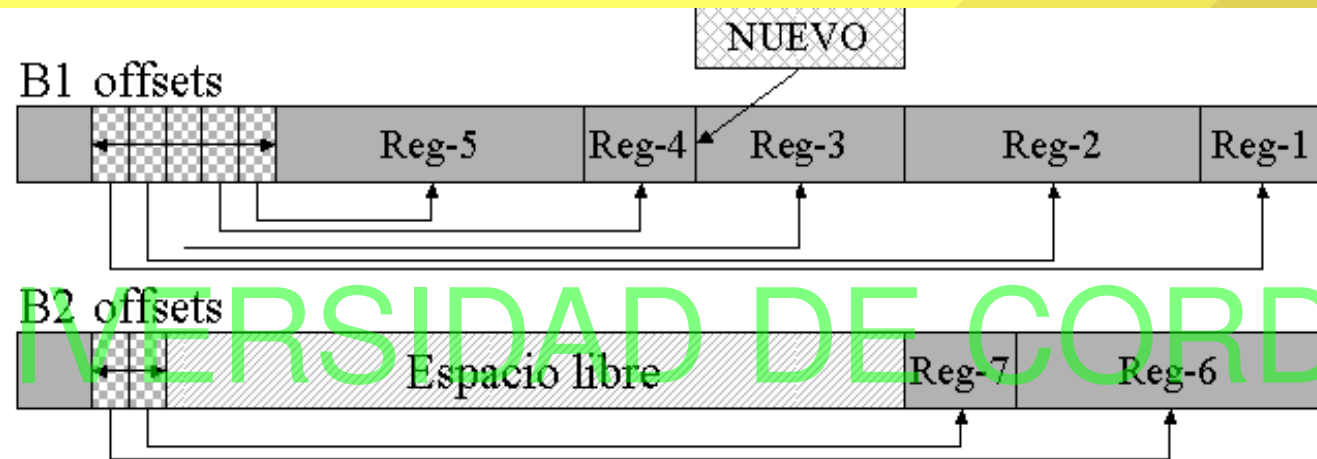 NUEVO
B1 offsets
Reg-5 Reg-4 Reg-3 Reg-2 Reg-1
B2 offsets
IVERSIDAD DE CORD
Espacio libre Reg-7 Reg-6